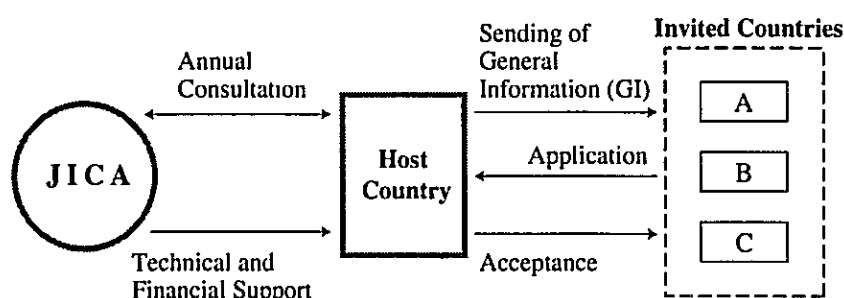 Invited Countries
Sending of
General
Information (GI)
Annual
Consultation
A
JICA
Host
Country
Application
B
C
Technical and
Financial Support
Acceptance